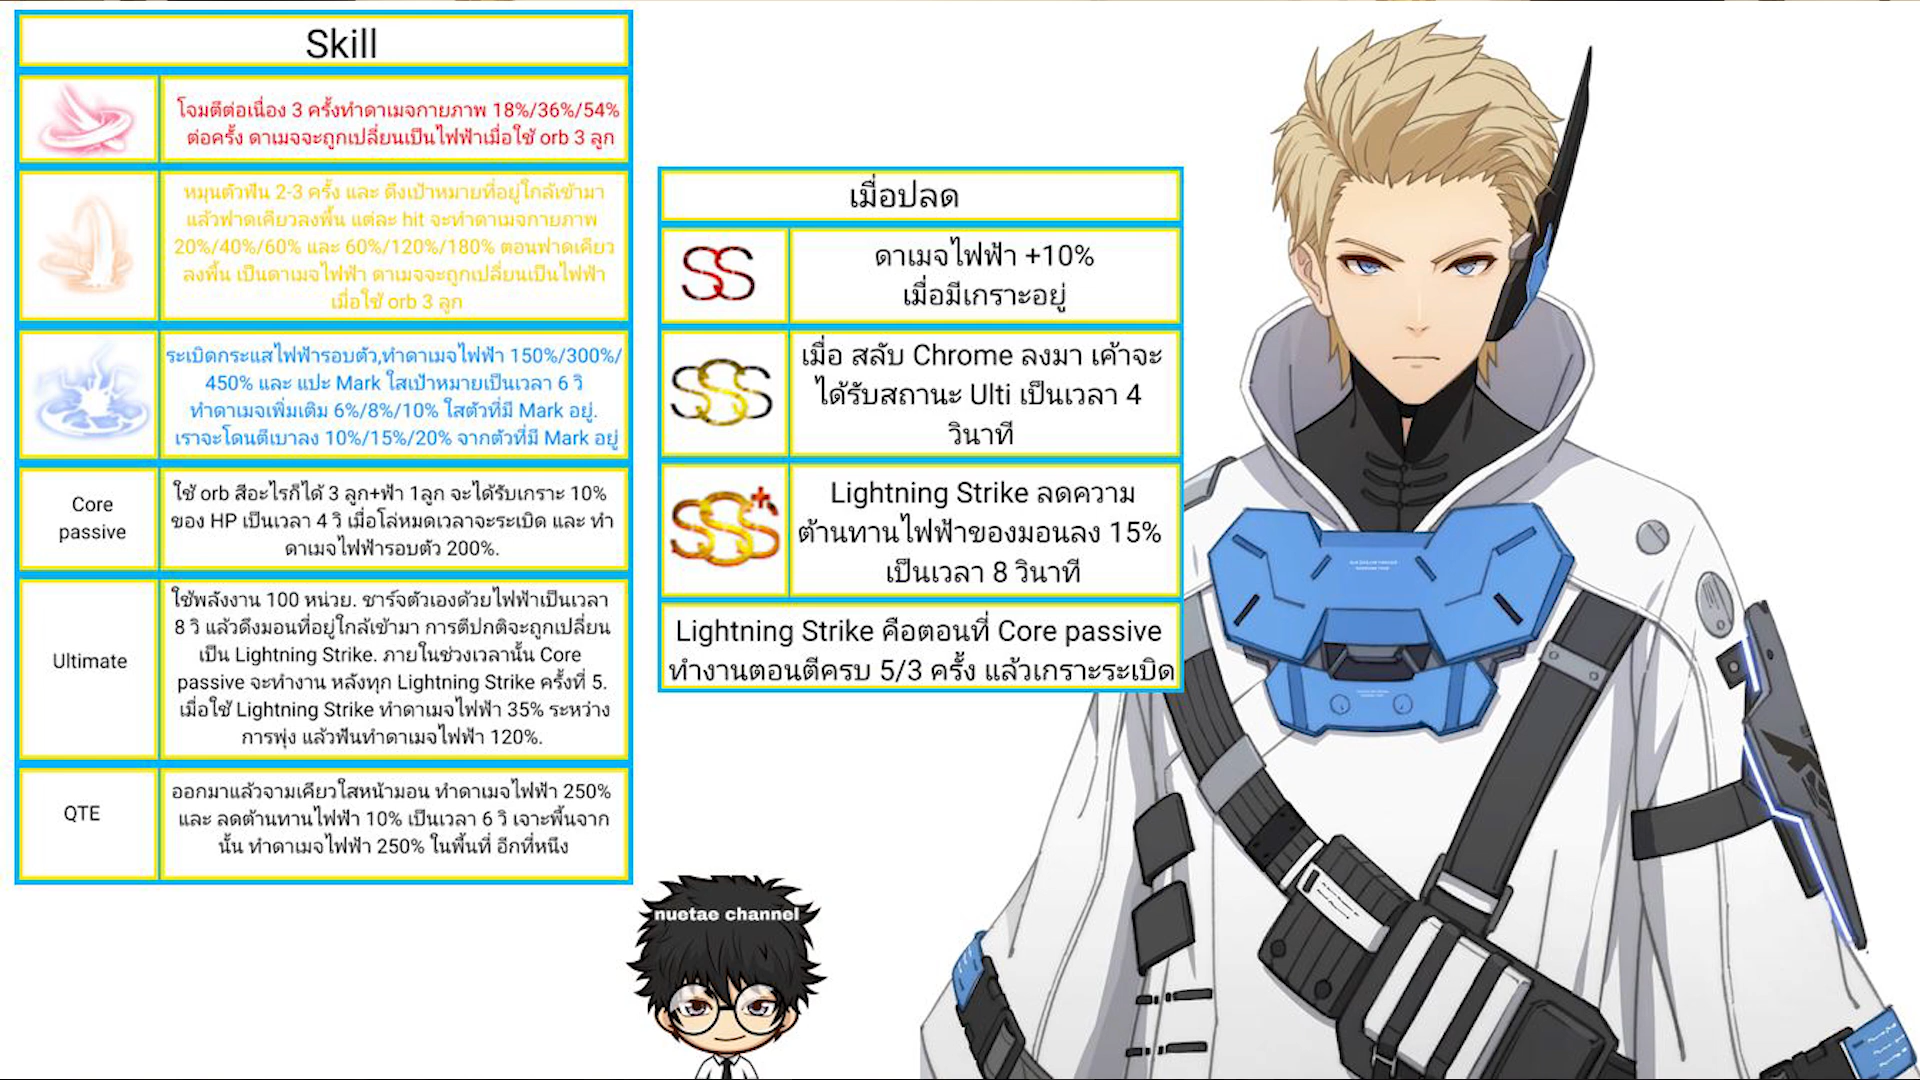 Skill
โจมตีต่อเนื่อง 3 ครั้งทำดาเมจกายภาพ 18%/36%/54%
ต่อครั้ง ดาเมจจะถูกเปลี่ยนเป็นไฟฟ้าเมื่อใช้ orb 3 ลูก
หมุนตัวฟัน 2-3 ครั้ง และ ดึงเป้าหมายที่อยู่ใกล้เข้ามา
แล้วฟาดเคียวลงพื้น แต่ละ hit จะทำดาเมจกายภาพ
20%/40%/60% และ 60%/120%/180% ตอนฟาดเคียว
ลงพื้น เป็นดาเมจไฟฟ้า ดาเมจจะถูกเปลี่ยนเป็นไฟฟ้า
เมื่อใช้ orb 3 ลูก
ระเบิดกระแสไฟฟ้ารอบตัว,ทำดาเมจไฟฟ้า 150%/300%/
450% และ แปะ Mark ใส่เป้าหมายเป็นเวลา 6 วิ
ทำดาเมจเพิ่มเติม 6%/8%/10% ใส่ตัวที่มี Mark อยู่.
เราจะโดนตีเบาลง 10%/15%/20% จากตัวที่มี Mark อยู่
Core
passive
ใช้ orb สีอะไรก็ได้ 3 ลูก+ฟ้า 1ลูก จะได้รับเกราะ 10%
ของ HP เป็นเวลา 4 วิ เมื่อโล่หมดเวลาจะระเบิด และ ทำ
ดาเมจไฟฟ้ารอบตัว 200%.
Ultimate
ใช้พลังงาน 100 หน่วย. ชาร์จตัวเองด้วยไฟฟ้าเป็นเวลา
8 วิ แล้วดึงมอนที่อยู่ใกล้เข้ามา การตีปกติจะถูกเปลี่ยน
เป็น Lightning Strike. ภายในช่วงเวลานั้น Core
passive จะทำงาน หลังทุก Lightning Strike ครั้งที่ 5.
เมื่อใช้ Lightning Strike ทำดาเมจไฟฟ้า 35% ระหว่าง
การพุ่ง แล้วฟันทำดาเมจไฟฟ้า 120%.
QTE
ออกมาแล้วจามเคียวใส่หน้ามอน ทำดาเมจไฟฟ้า 250%
และ ลดต้านทานไฟฟ้า 10% เป็นเวลา 6 วิ เจาะพื้นจาก
นั้น ทำดาเมจไฟฟ้า 250% ในพื้นที่ อีกที่หนึ่ง
เมื่อปลด
SS
ดาเมจไฟฟ้า +10%
เมื่อมีเกราะอยู่
SSS
เมื่อ สลับ Chrome ลงมา เค้าจะ
ได้รับสถานะ Ulti เป็นเวลา 4
วินาที
SSS+
Lightning Strike ลดความ
ต้านทานไฟฟ้าของมอนลง 15%
เป็นเวลา 8 วินาที
Lightning Strike คือตอนที่ Core passive
ทำงานตอนตีครบ 5/3 ครั้ง แล้วเกราะระเบิด
nuetae channel